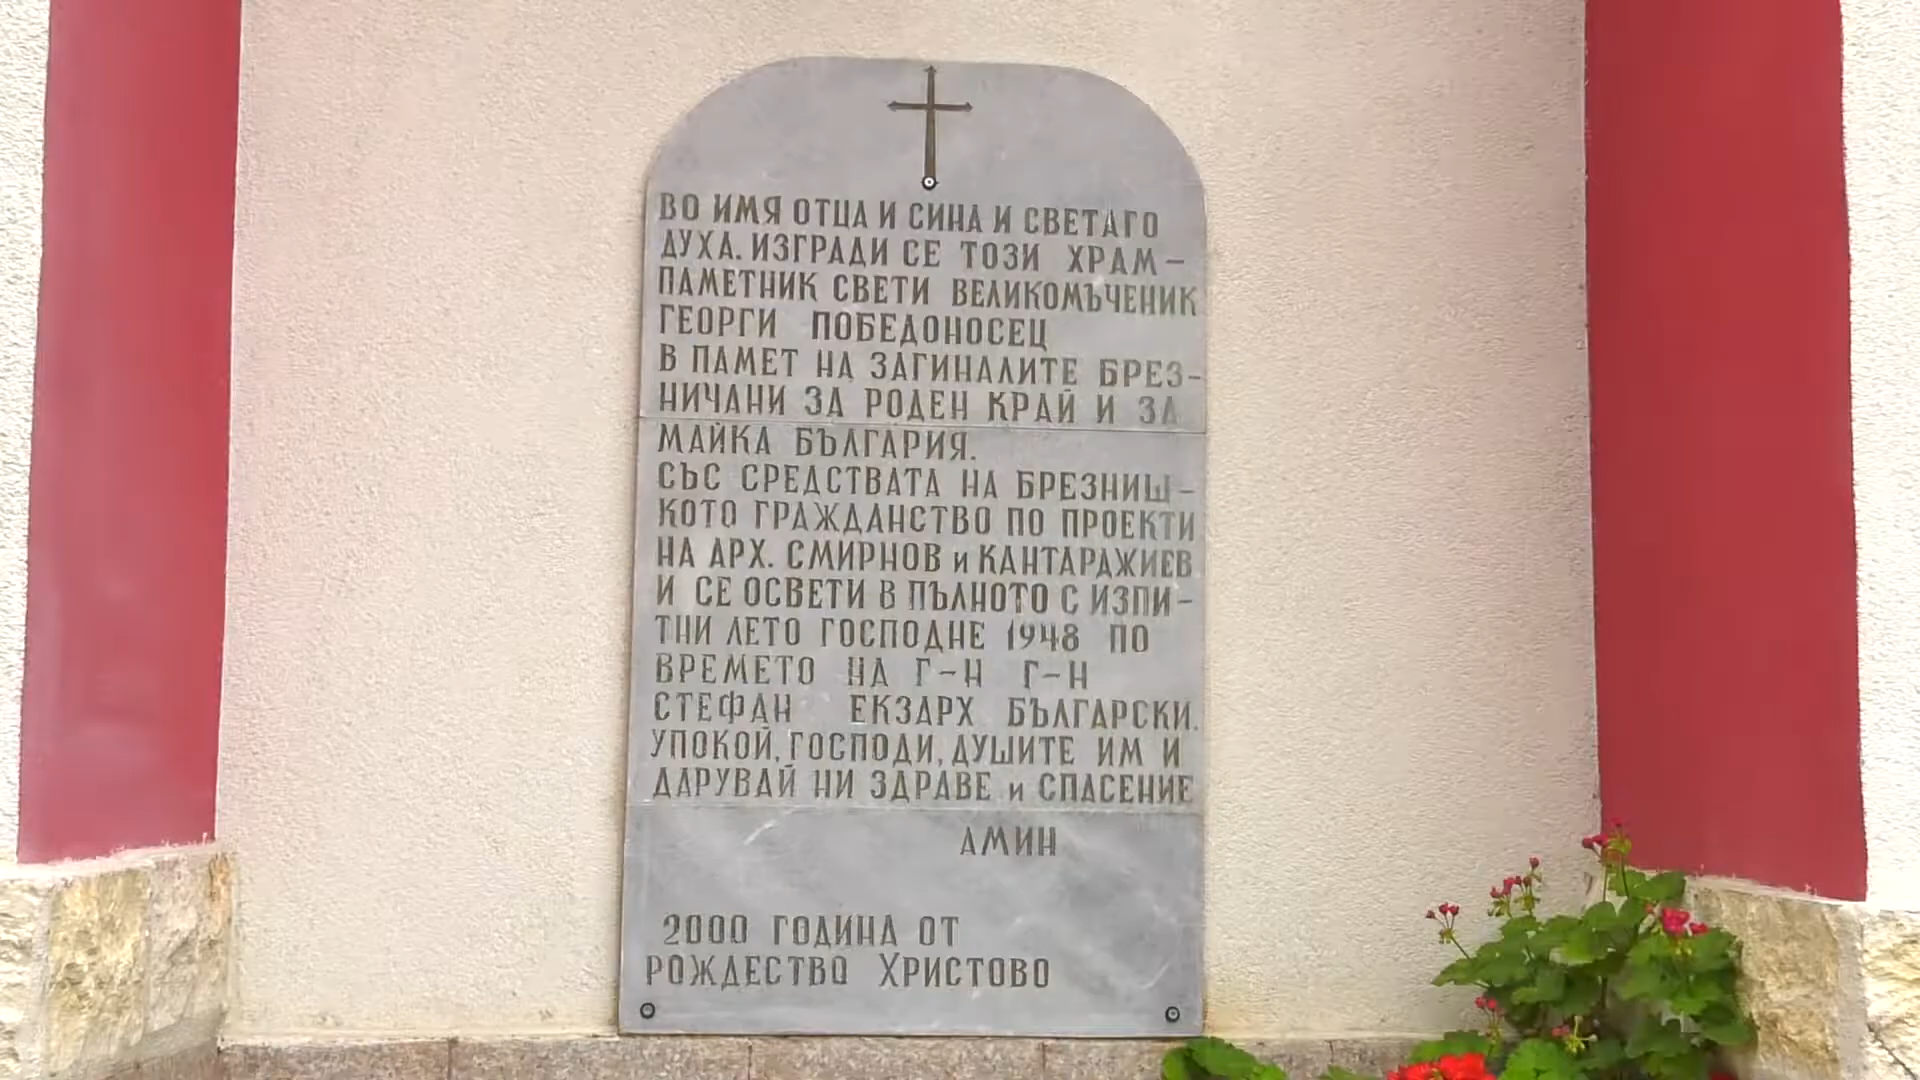 ВО ИМЯ ОТЦА И СИНА И СВЕТАГО
ДУХА. ИЗГРАДИ СЕ ТОЗИ ХРАМ-
ПАМЕТНИК СВЕТИ ВЕЛИКОМЪЧЕНИК
ГЕОРГИ ПОБЕДОНОСЕЦ
В ПАМЕТ НА ЗАГИНАЛИТЕ БРЕЗ-
НИЧАНИ ЗА РОДЕН КРАЙ И ЗА
МАЙКА БЪЛГАРИЯ.
СЪС СРЕДСТВАТА НА БРЕЗНИШ-
КОТО ГРАЖДАНСТВО ПО ПРОЕКТИ
НА АРХ. СМИРНОВ и КАНТАРАЖИЕВ
И СЕ ОСВЕТИ В ПЪЛНОТО С ИЗПИ-
ТНИ ЛЕТО ГОСПОДНЕ 1948 ПО
ВРЕМЕТО НА Г-Н Г-Н
СТЕФАН ЕКЗАРХ БЪЛГАРСКИ.
УПОКОЙ, ГОСПОДИ, ДУШИТЕ ИМ И
ДАРУВАЙ НИ ЗДРАВЕ и СПАСЕНИЕ
АМИН
2000 ГОДИНА ОТ
РОЖДЕСТВО ХРИСТОВО